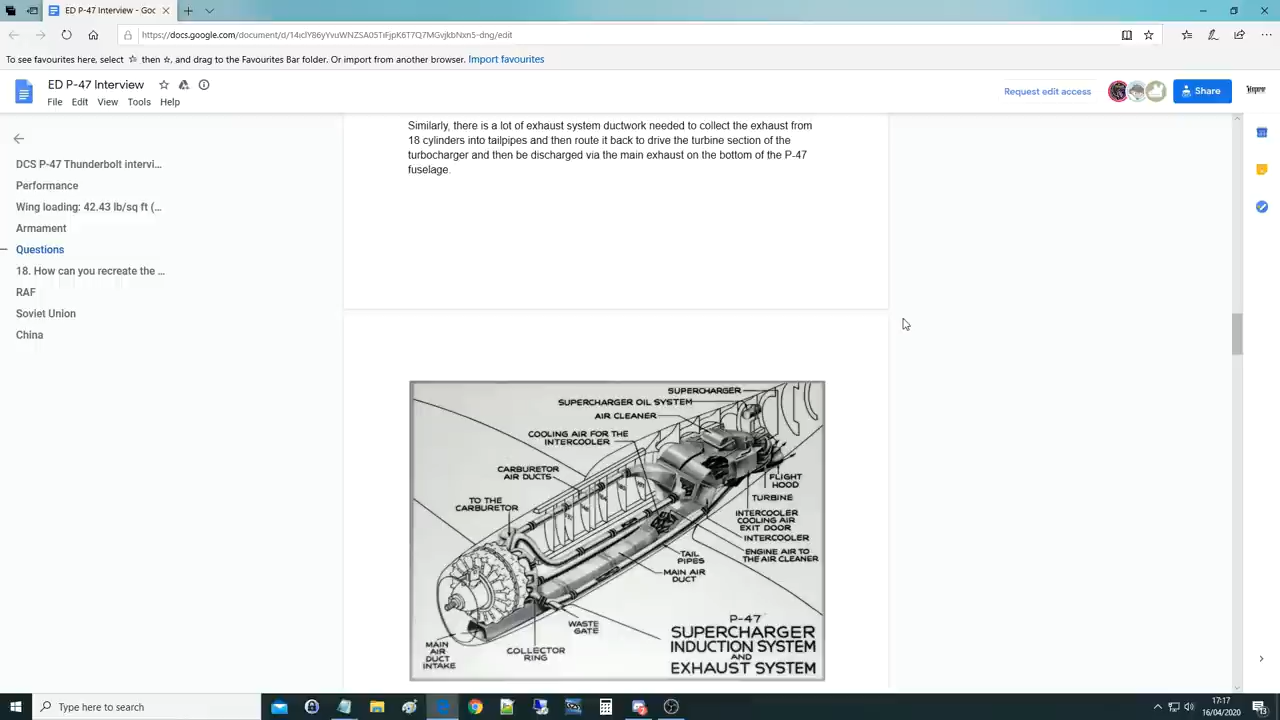 ED P-47 Interview - Goo
https://docs.google.com/document/d/14iclY86yYvuWNZSA05TiFjpK6T7Q7MGvjkbNxn5-dng/edit
To see favourites here, select ☆ then ☆, and drag to the Favourites Bar folder. Or import from another browser. Import favourites
ED P-47 Interview
File Edit View Tools Help
Request edit access
Share
DCS P-47 Thunderbolt intervi...
Performance
Wing loading: 42.43 lb/sq ft (...
Armament
Questions
18. How can you recreate the ...
RAF
Soviet Union
China
Similarly, there is a lot of exhaust system ductwork needed to collect the exhaust from
18 cylinders into tailpipes and then route it back to drive the turbine section of the
turbocharger and then be discharged via the main exhaust on the bottom of the P-47
fuselage.
SUPERCHARGER
SUPERCHARGER OIL SYSTEM
AIR CLEANER
COOLING AIR FOR THE
INTERCOOLER
CARBURETOR
AIR DUCTS
TO THE
CARBURETOR
FLIGHT
HOOD
TURBINE
INTERCOOLER
COOLING AIR
EXIT DOOR
INTERCOOLER
ENGINE AIR TO
THE AIR CLEANER
TAIL
PIPES
MAIN AIR
DUCT
WASTE
GATE
COLLECTOR
RING
MAIN
AIR
DUCT
INTAKE
P-47
SUPERCHARGER
INDUCTION SYSTEM
AND
EXHAUST SYSTEM
Type here to search
17:17
16/04/2020